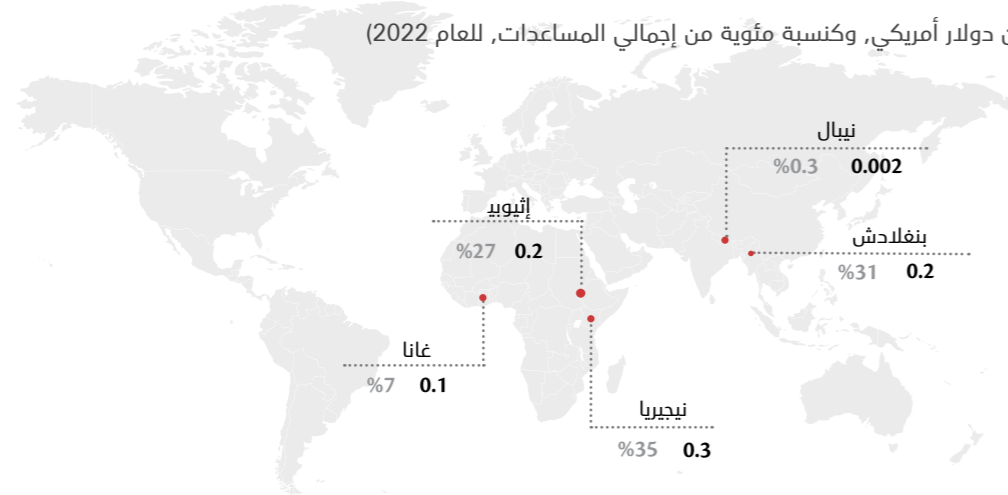 دولار أمريكي, وكنسبة مئوية من إجمالي المساعدات, للعام 2022)
نيبال
0.002 %0.3
إثيوبي
0.2 %27
بنغلادش
0.2 %31
غانا
0.1 %7
نيجيريا
0.3 %35